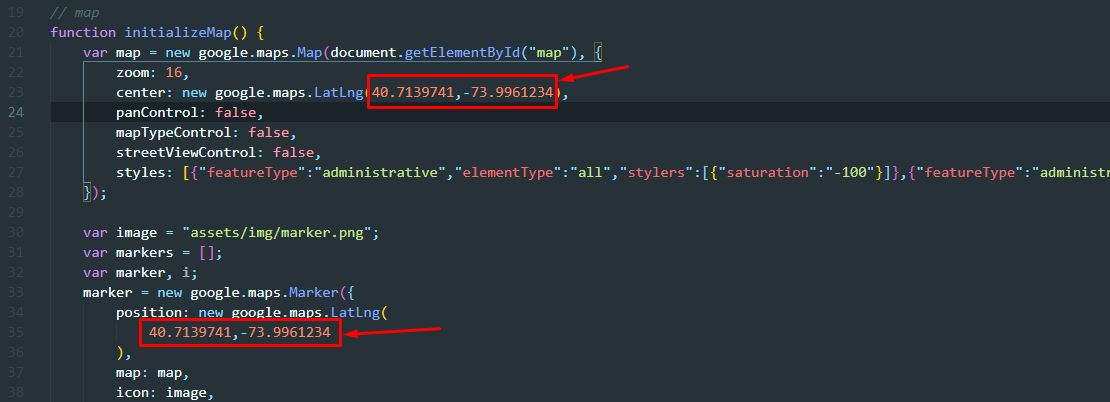 19 // map
20 function initializeMap() {
21 var map = new google.maps.Map(document.getElementById("map"), {
22 zoom: 16,
23 center: new google.maps.LatLng(40.7139741,-73.9961234),
24 panControl: false,
25 mapTypeControl: false,
26 streetViewControl: false,
27 styles: [{"featureType":"administrative","elementType":"all","stylers":[{"saturation":"-100"}]},{"featureType":"administr
28 });
29
30 var image = "assets/img/marker.png";
31 var markers = [];
32 var marker, i;
33 marker = new google.maps.Marker({
34 position: new google.maps.LatLng(
35 40.7139741,-73.9961234
36 ),
37 map: map,
38 icon: image,